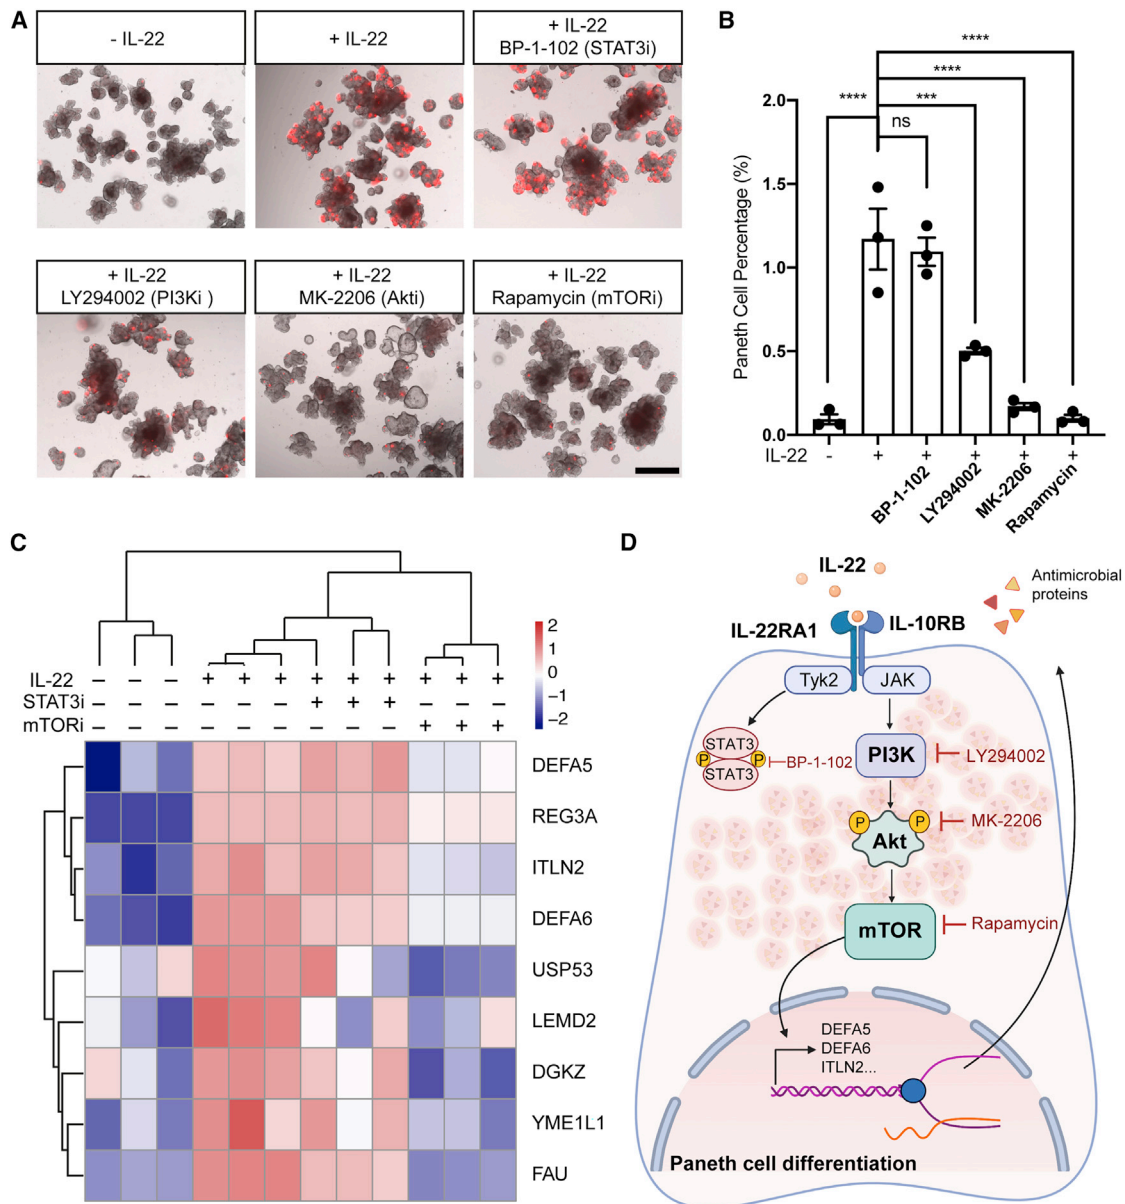 A
- IL-22
+ IL-22
+ IL-22
BP-1-102 (STAT3i)
+ IL-22
LY294002 (PI3Ki )
+ IL-22
MK-2206 (Akti)
+ IL-22
Rapamycin (mTORi)
B
****
****
**** ***
ns
Paneth Cell Percentage (%)
2.0
1.5
1.0
0.5
0.0
IL-22 - + + + + +
BP-1-102
LY294002
MK-2206
Rapamycin
C
2
1
0
−1
−2
IL-22 − − − + + + + + + + + +
STAT3i − − − − − − + + + − − −
mTORi − − − − − − − − − + + +
DEFA5
REG3A
ITLN2
DEFA6
USP53
LEMD2
DGKZ
YME1L1
FAU
D
IL-22
Antimicrobial
proteins
IL-22RA1
IL-10RB
Tyk2
JAK
STAT3
P P
STAT3
BP-1-102
PI3K
LY294002
P P
Akt
MK-2206
mTOR
Rapamycin
DEFA5
DEFA6
ITLN2...
Paneth cell differentiation